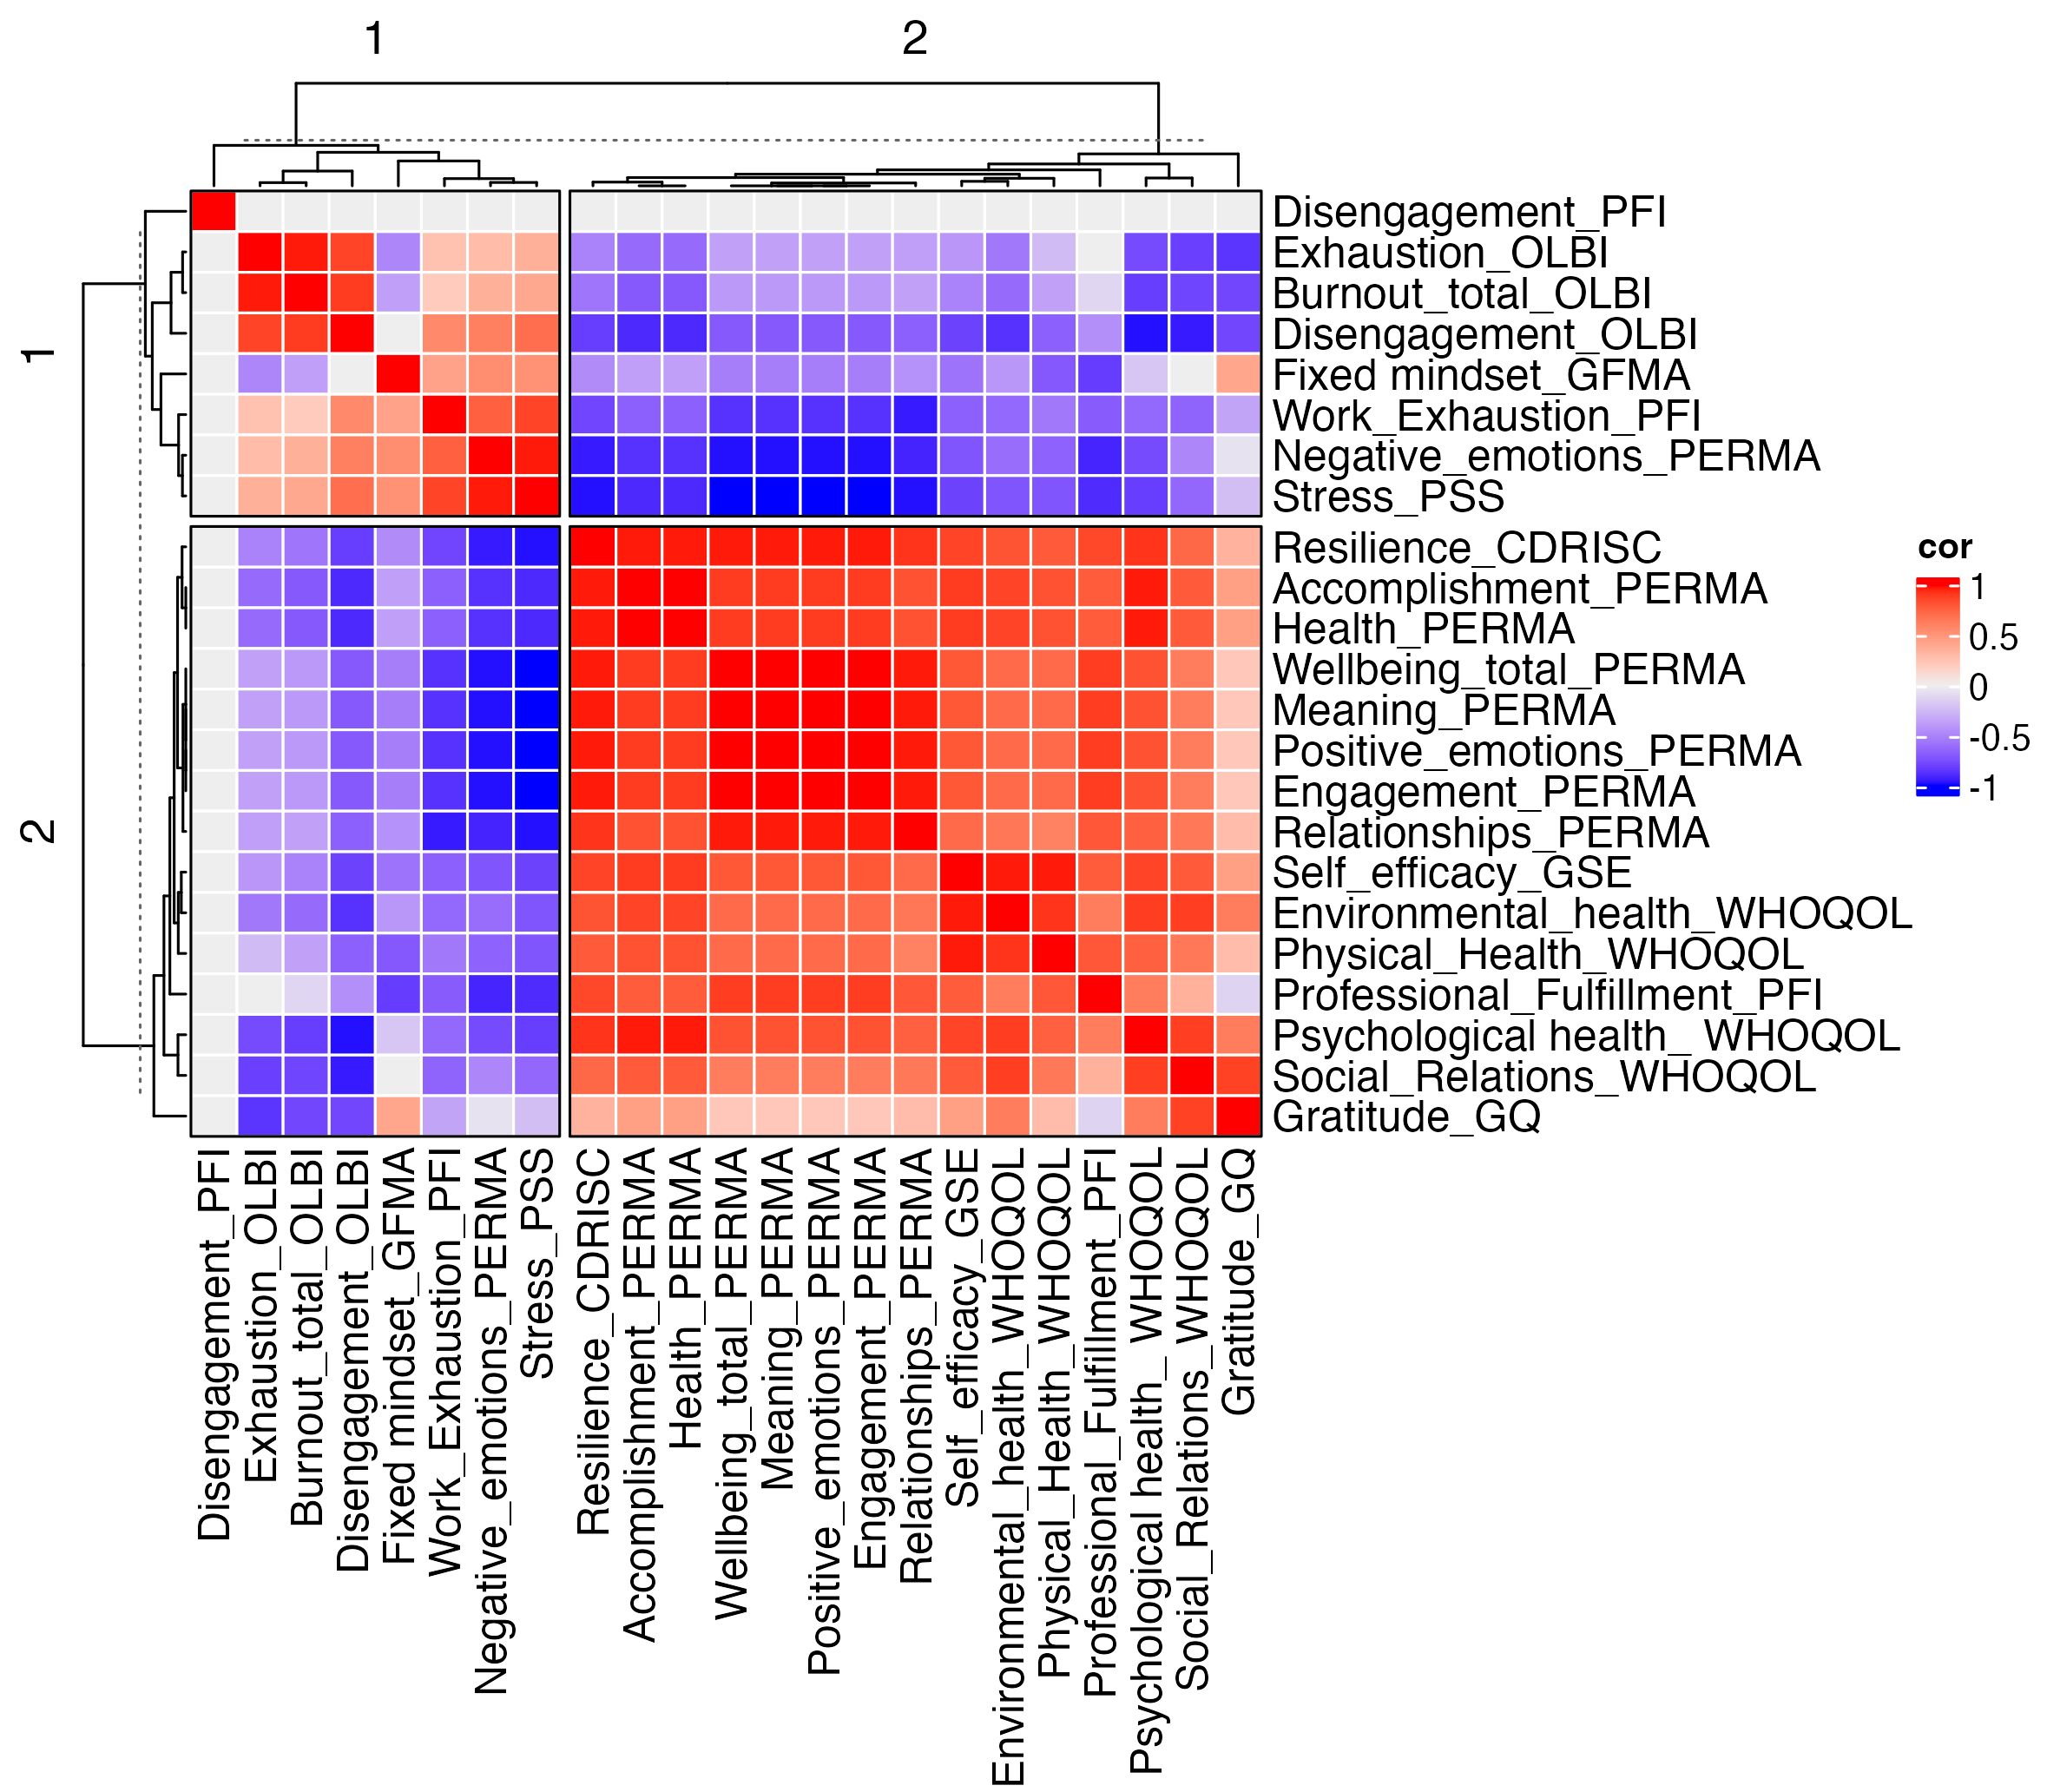 1
2
1
2
Disengagement_PFI
Exhaustion_OLBI
Burnout_total_OLBI
Disengagement_OLBI
Fixed mindset_GFMA
Work_Exhaustion_PFI
Negative_emotions_PERMA
Stress_PSS
Resilience_CDRISC
Accomplishment_PERMA
Health_PERMA
Wellbeing_total_PERMA
Meaning_PERMA
Positive_emotions_PERMA
Engagement_PERMA
Relationships_PERMA
Self_efficacy_GSE
Environmental_health_WHOQOL
Physical_Health_WHOQOL
Professional_Fulfillment_PFI
Psychological health_ WHOQOL
Social_Relations_WHOQOL
Gratitude_GQ
cor
1
0.5
0
-0.5
-1
Disengagement_PFI
Exhaustion_OLBI
Burnout_total_OLBI
Disengagement_OLBI
Fixed mindset_GFMA
Work_Exhaustion_PFI
Negative_emotions_PERMA
Stress_PSS
Resilience_CDRISC
Accomplishment_PERMA
Health_PERMA
Wellbeing_total_PERMA
Meaning_PERMA
Positive_emotions_PERMA
Engagement_PERMA
Relationships_PERMA
Self_efficacy_GSE
Environmental_health_WHOQOL
Physical_Health_WHOQOL
Professional_Fulfillment_PFI
Psychological health_ WHOQOL
Social_Relations_WHOQOL
Gratitude_GQ